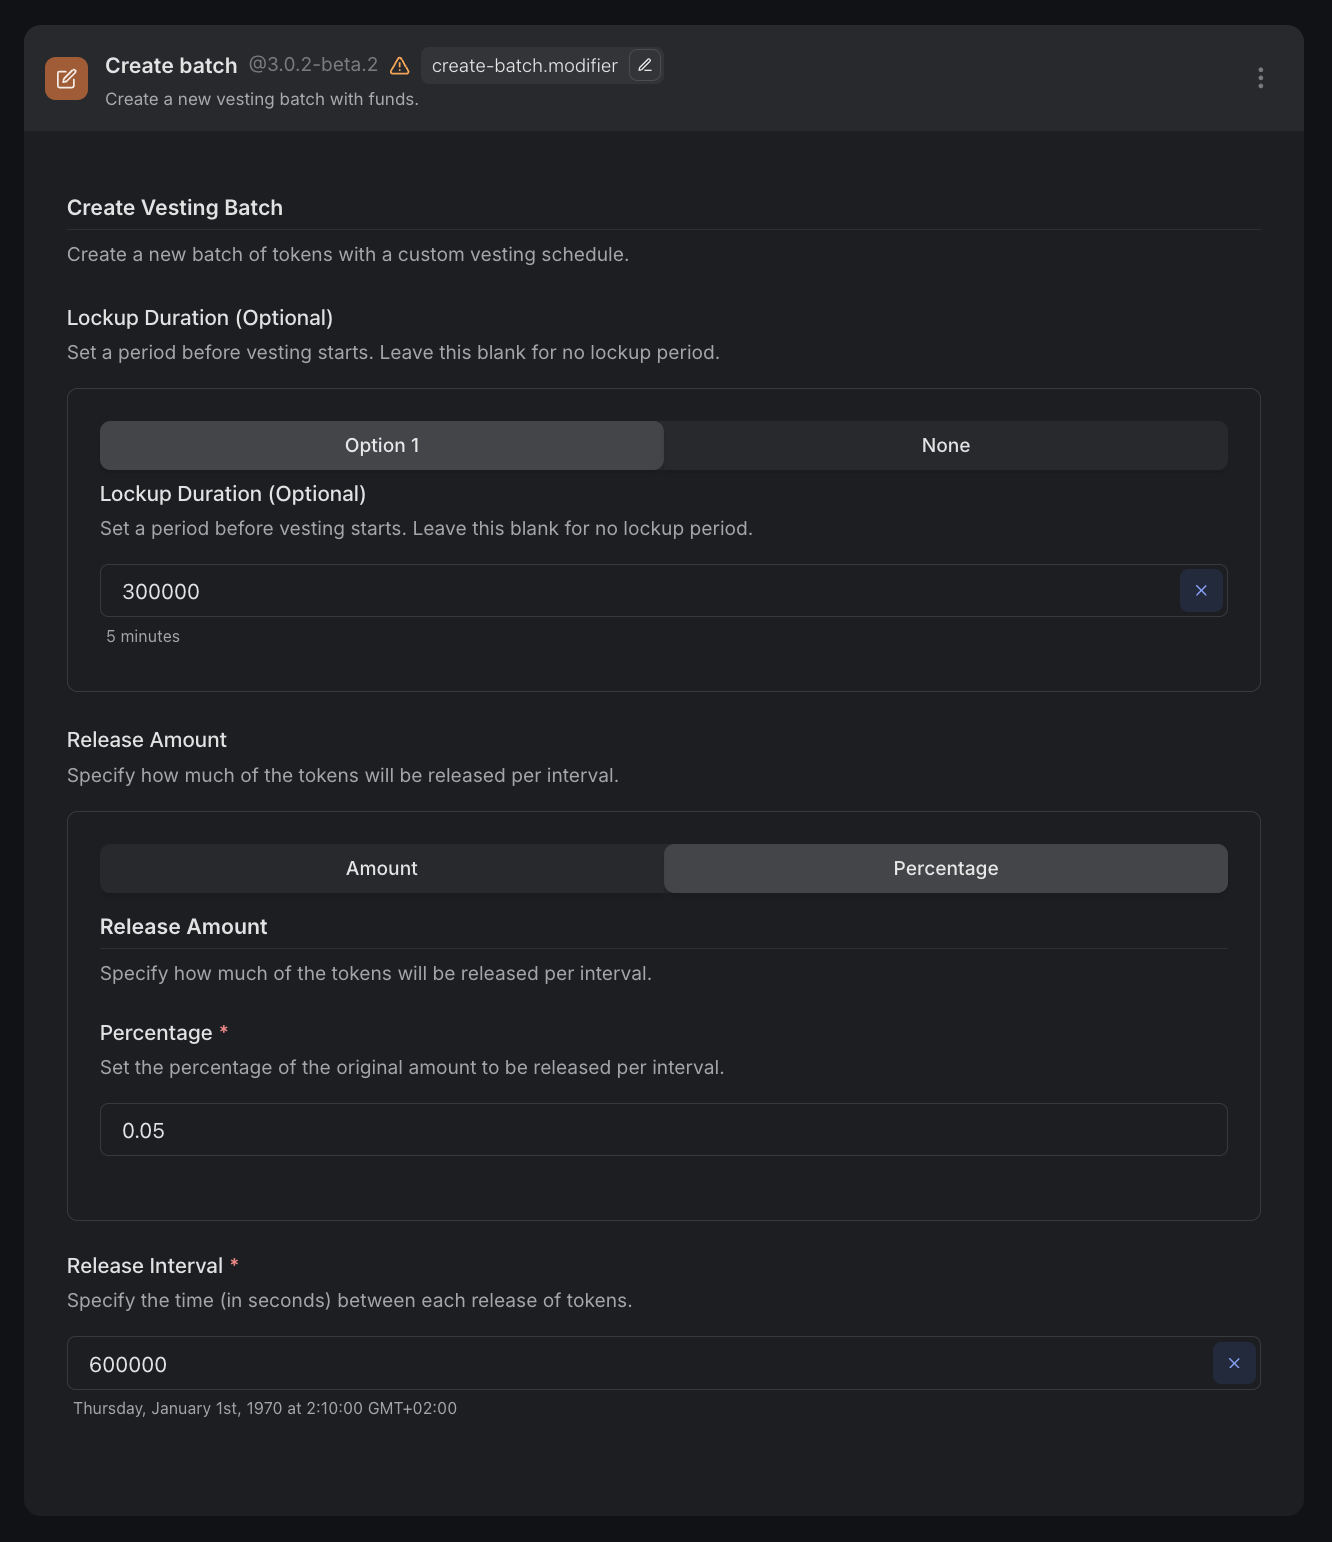 Create batch @3.0.2-beta.2 create-batch.modifier
Create a new vesting batch with funds.
Create Vesting Batch
Create a new batch of tokens with a custom vesting schedule.
Lockup Duration (Optional)
Set a period before vesting starts. Leave this blank for no lockup period.
Option 1 None
Lockup Duration (Optional)
Set a period before vesting starts. Leave this blank for no lockup period.
300000
5 minutes
Release Amount
Specify how much of the tokens will be released per interval.
Amount Percentage
Release Amount
Specify how much of the tokens will be released per interval.
Percentage *
Set the percentage of the original amount to be released per interval.
0.05
Release Interval *
Specify the time (in seconds) between each release of tokens.
600000
Thursday, January 1st, 1970 at 2:10:00 GMT+02:00